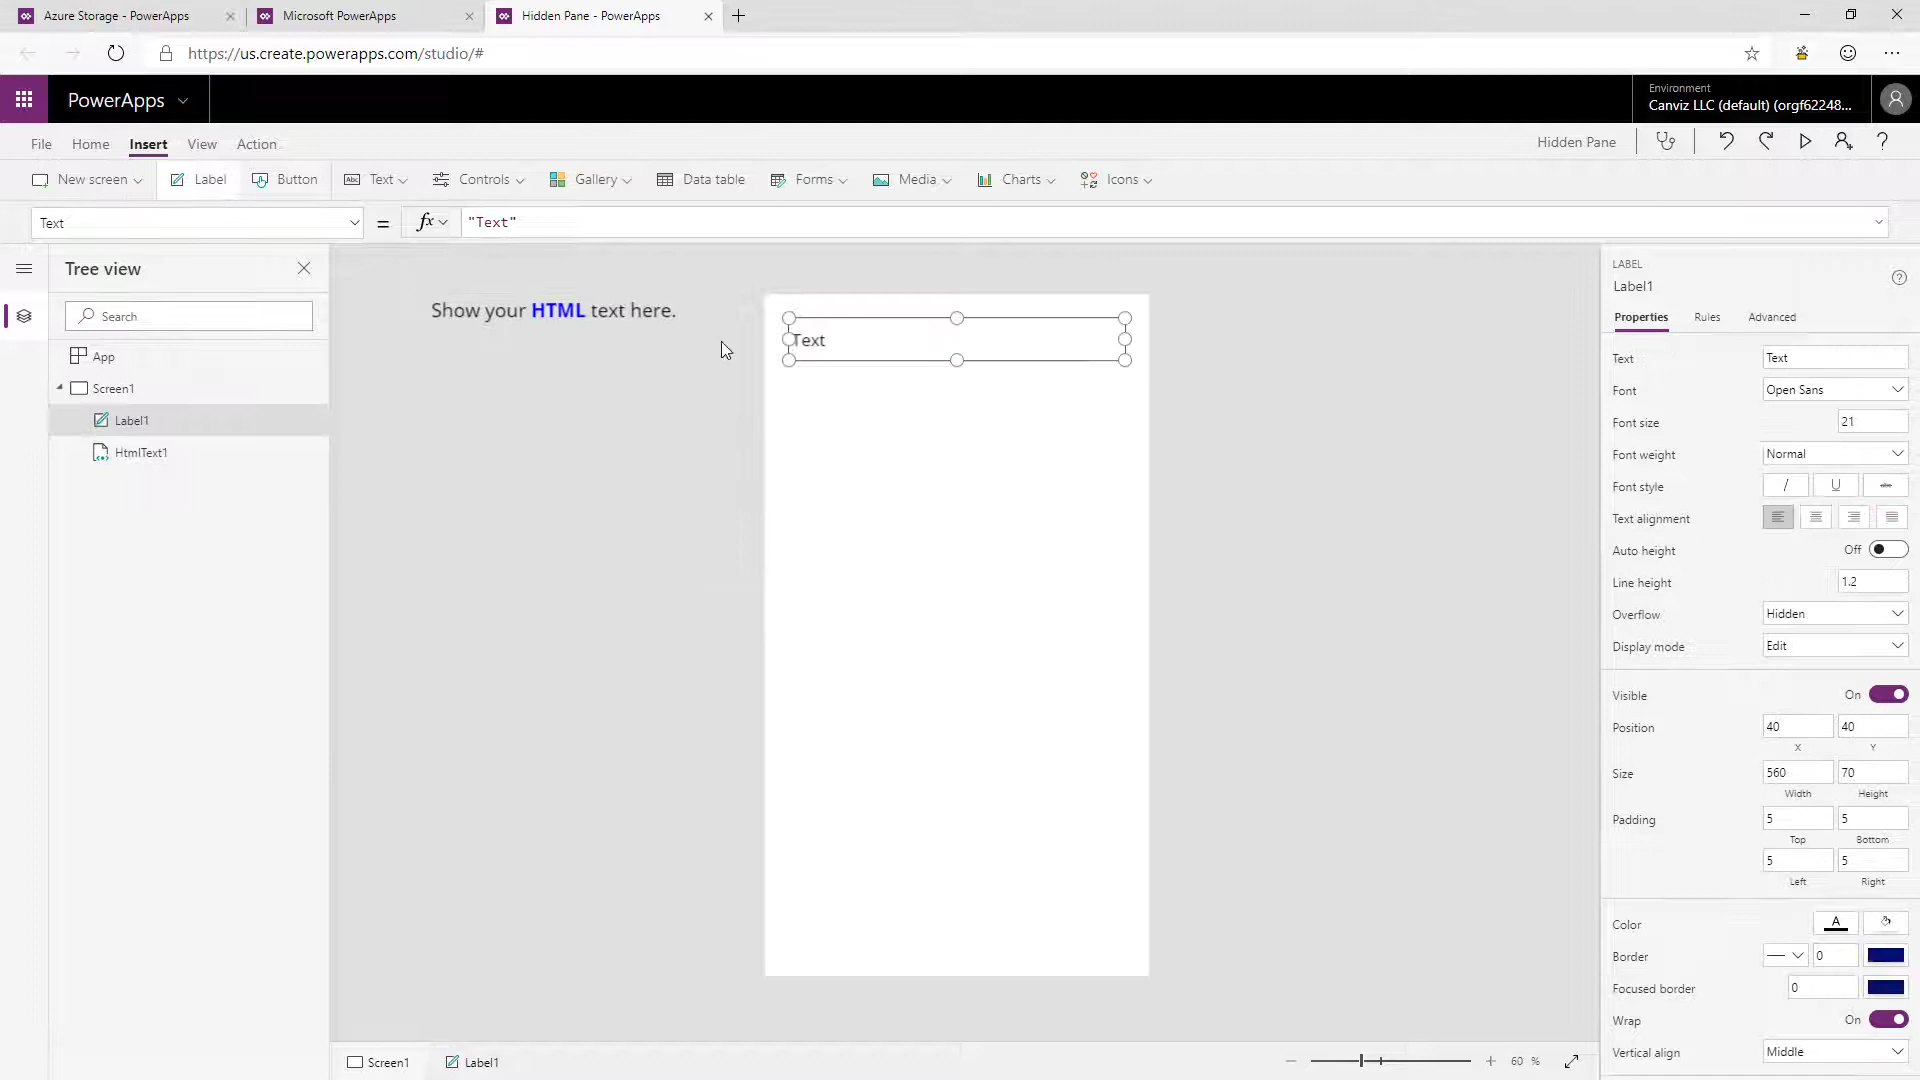 Azure Storage - PowerApps
Microsoft PowerApps
Hidden Pane - PowerApps
https://us.create.powerapps.com/studio/#
PowerApps
Environment
Canviz LLC (default) (orgf62248...
File
Home
Insert
View
Action
Hidden Pane
New screen
Label
Button
Abc
Text
Controls
Gallery
Data table
Forms
Media
Charts
Icons
Text
=
fx
"Text"
Tree view
Search
App
Screen1
Label1
HtmlText1
Show your HTML text here.
Text
LABEL
Label1
Properties
Rules
Advanced
Text
Text
Font
Open Sans
Font size
21
Font weight
Normal
Font style
/
U
abc
Text alignment
Auto height
Off
Line height
1.2
Overflow
Hidden
Display mode
Edit
Visible
On
Position
40
40
X
Y
Size
560
70
Width
Height
Padding
5
5
Top
Bottom
5
5
Left
Right
Color
A
Border
0
Focused border
0
Wrap
On
Vertical align
Middle
Screen1
Label1
60 %